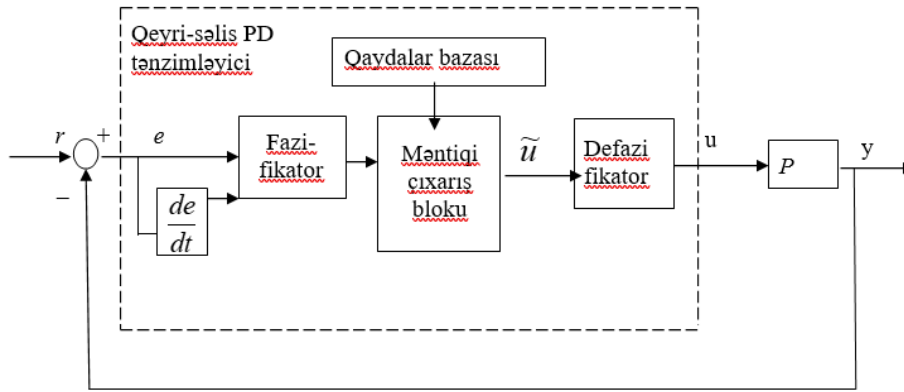 Qeyri-səlis PD
tənzimləyici
Qaydalar bazası
r
+
e
−
de
dt
Fazi-
fikator
Məntiqi
çıxarış
bloku
ũ
Defazi
fikator
u
P
y